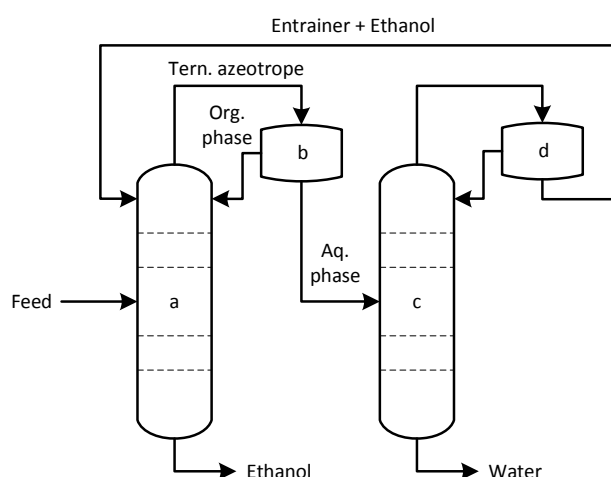 Entrainer + Ethanol
Tern. azeotrope
Org.
phase
b
d
Aq.
phase
Feed
a
c
Ethanol
Water